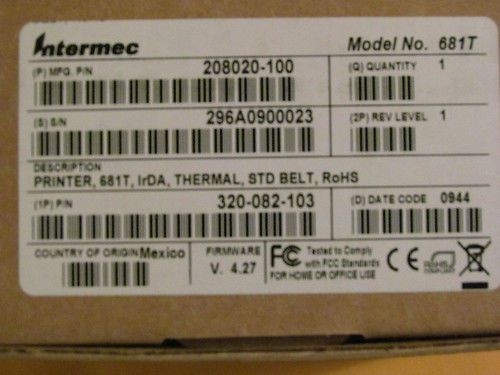 Intermec Model No. 681T
(P) MFG. P/N 208020-100 (Q) QUANTITY 1
(S) S/N 296A0900023 (2P) REV LEVEL 1
DESCRIPTION
PRINTER, 681T, IrDA, THERMAL, STD BELT, RoHS
(1P) P/N 320-082-103 (D) DATE CODE 0944
COUNTRY OF ORIGIN Mexico FIRMWARE
V. 4.27
FC Tested to Comply
with FCC Standards
FOR HOME OR OFFICE USE
CE RoHS